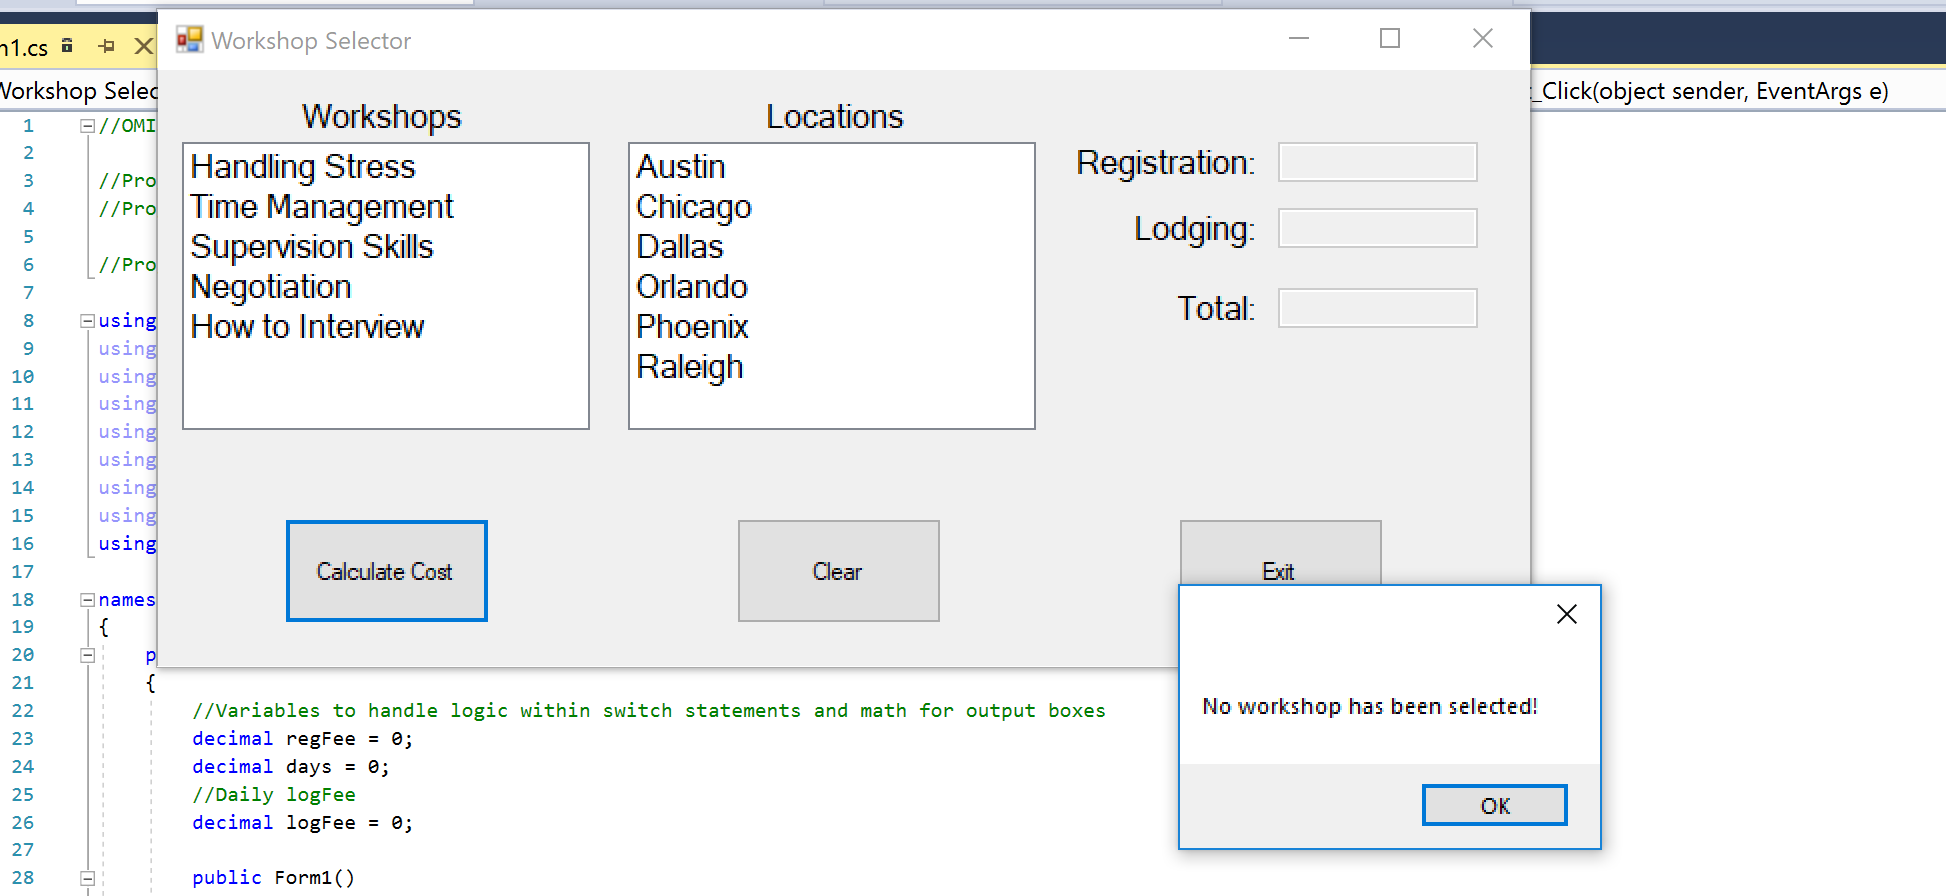 Workshop Selector
n1.cs
Workshop Selec
_Click(object sender, EventArgs e)
Workshops
Handling Stress
Time Management
Supervision Skills
Negotiation
How to Interview
Locations
Austin
Chicago
Dallas
Orlando
Phoenix
Raleigh
Registration:
Lodging:
Total:
Calculate Cost
Clear
Exit
No workshop has been selected!
OK
1 //OMI
2
3 //Pro
4 //Pro
5
6 //Pro
7
8 using
9 using
10 using
11 using
12 using
13 using
14 using
15 using
16 using
17
18 names
19 {
20 p
21 {
22 //Variables to handle logic within switch statements and math for output boxes
23 decimal regFee = 0;
24 decimal days = 0;
25 //Daily logFee
26 decimal logFee = 0;
27
28 public Form1()